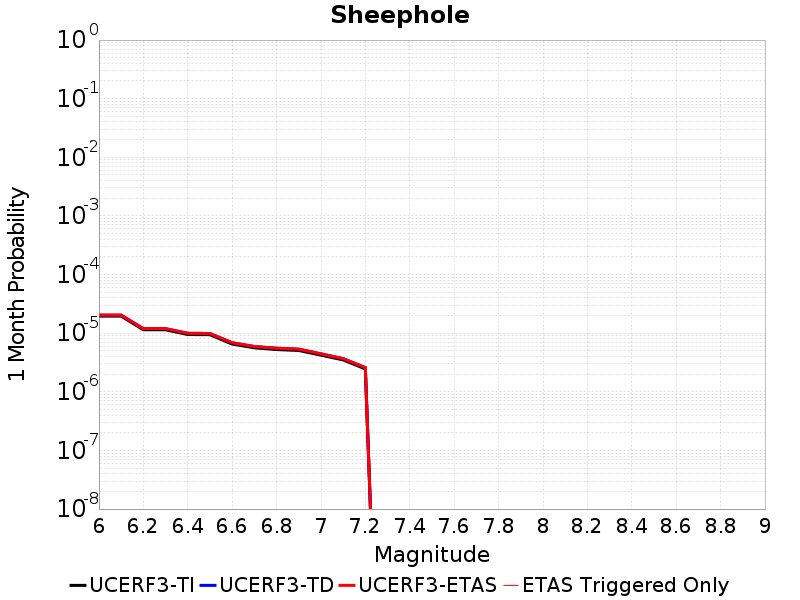 Sheephole
1 Month Probability
10^0
10^-1
10^-2
10^-3
10^-4
10^-5
10^-6
10^-7
10^-8
6 6.2 6.4 6.6 6.8 7 7.2 7.4 7.6 7.8 8 8.2 8.4 8.6 8.8 9
Magnitude
UCERF3-TI UCERF3-TD UCERF3-ETAS ETAS Triggered Only